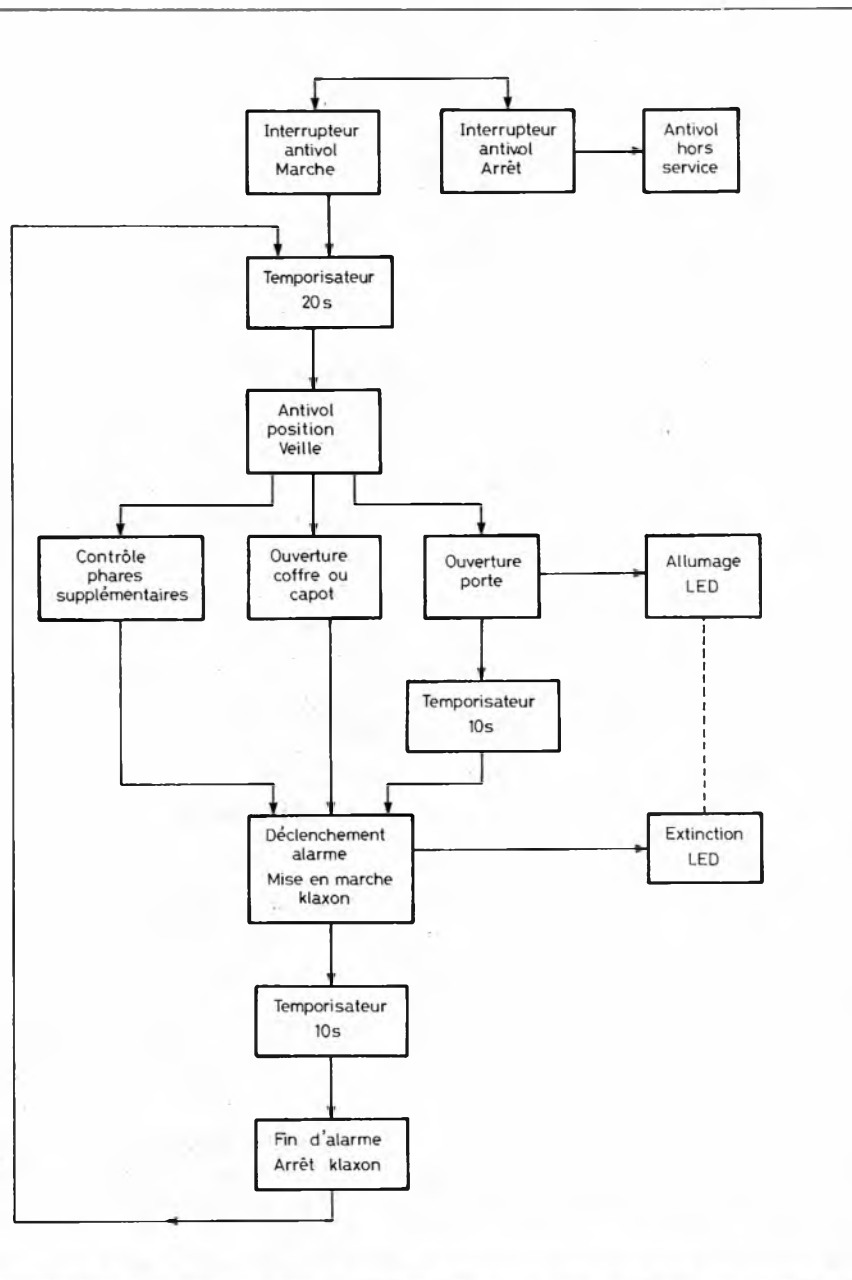 Interrupteur
antivol
Marche
Interrupteur
antivol
Arrêt
Antivol
hors
service
Temporisateur
20s
Antivol
position
Veille
Contrôle
phares
supplémentaires
Ouverture
coffre ou
capot
Ouverture
porte
Allumage
LED
Temporisateur
10s
Déclenchement
alarme
Mise en marche
klaxon
Extinction
LED
Temporisateur
10s
Fin d'alarme
Arrêt klaxon